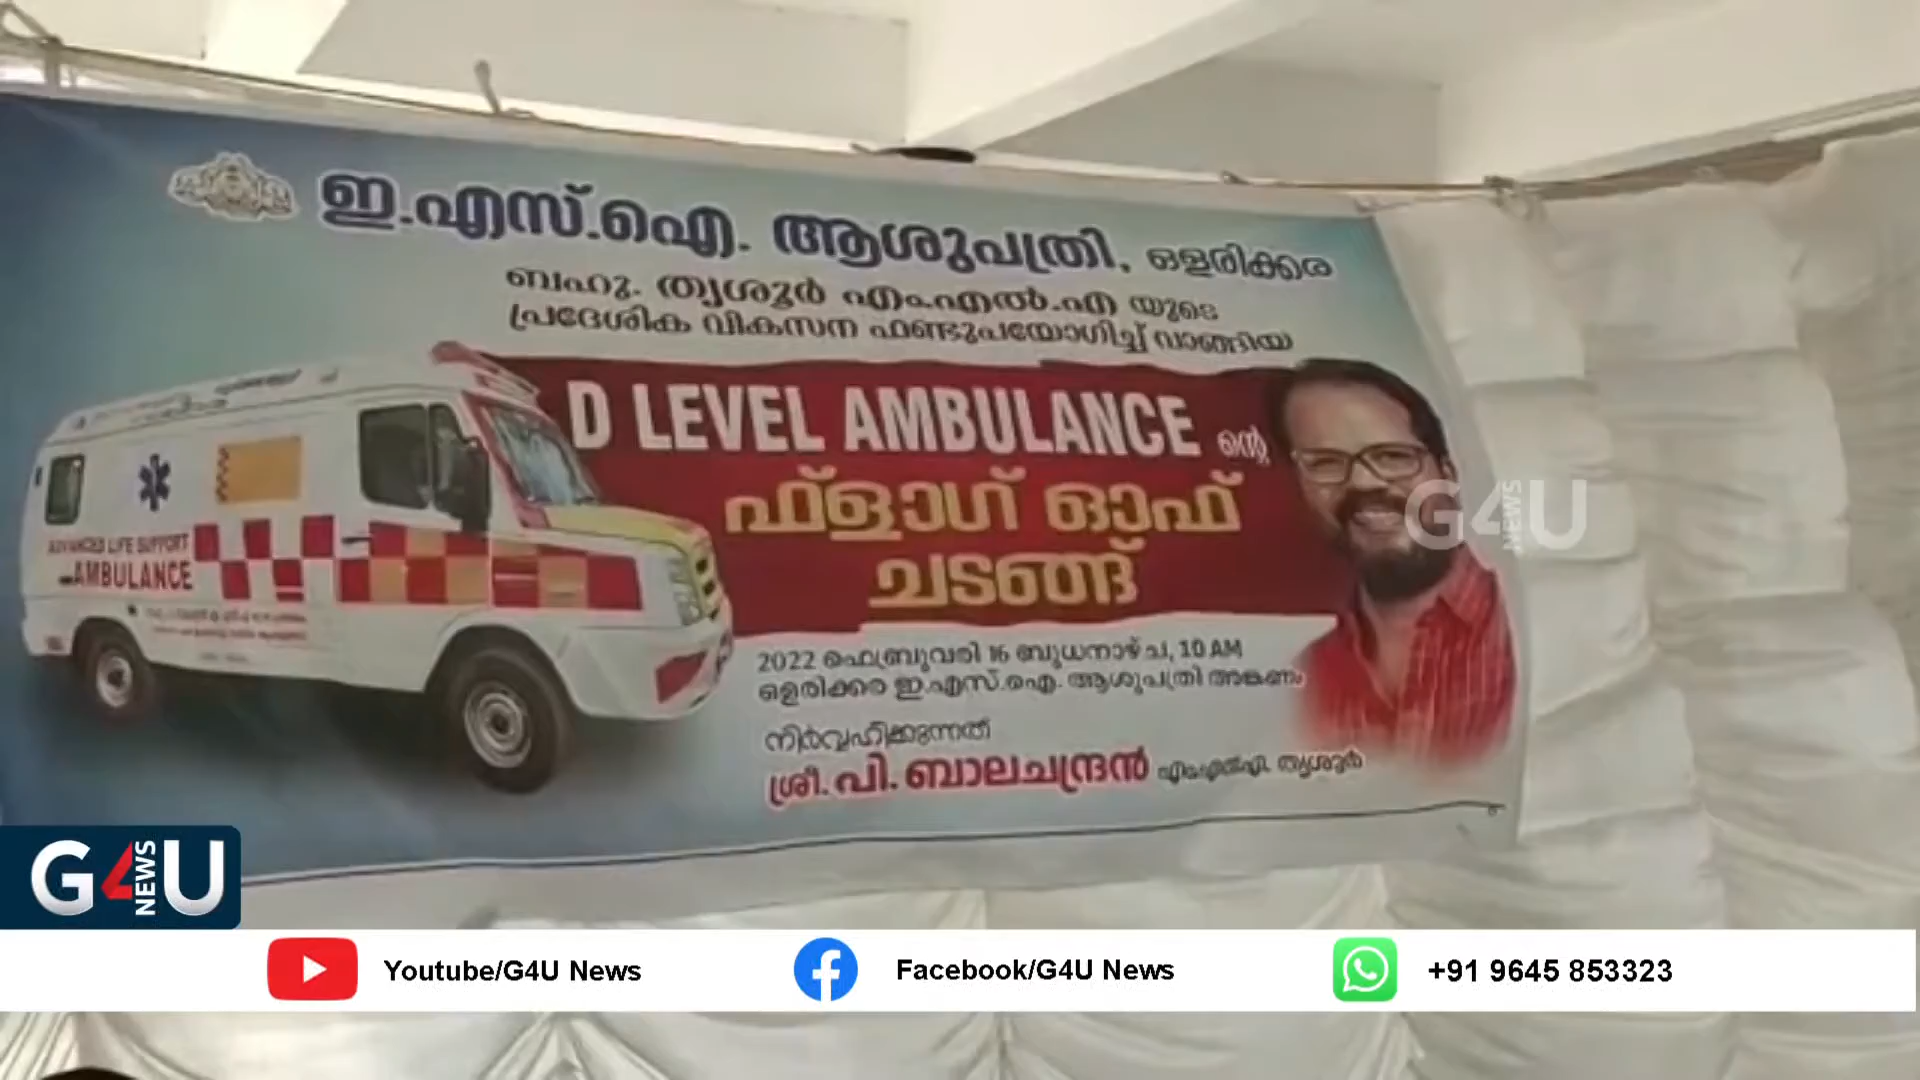 ഇ.എസ്.ഐ. ആശുപത്രി, ഒളരിക്കര
ബഹു. തൃശൂർ എം.എൽ.എ യുടെ
പ്രദേശിക വികസന ഫണ്ടുപയോഗിച്ച് വാങ്ങിയ
D LEVEL AMBULANCE ന്റെ
ഫ്ളാഗ് ഓഫ്
ചടങ്ങ്
ADVANCED LIFE SUPPORT
AMBULANCE
2022 ഫെബ്രുവരി 16 ബുധനാഴ്ച, 10 AM
ഒളരിക്കര ഇ.എസ്.ഐ. ആശുപത്രി അങ്കണം
നിർവ്വഹിക്കുന്നത്
ശ്രീ. പി. ബാലചന്ദ്രൻ എം.എൽ.എ. തൃശൂർ
G4U NEWS
G4U NEWS
Youtube/G4U News
Facebook/G4U News
+91 9645 853323